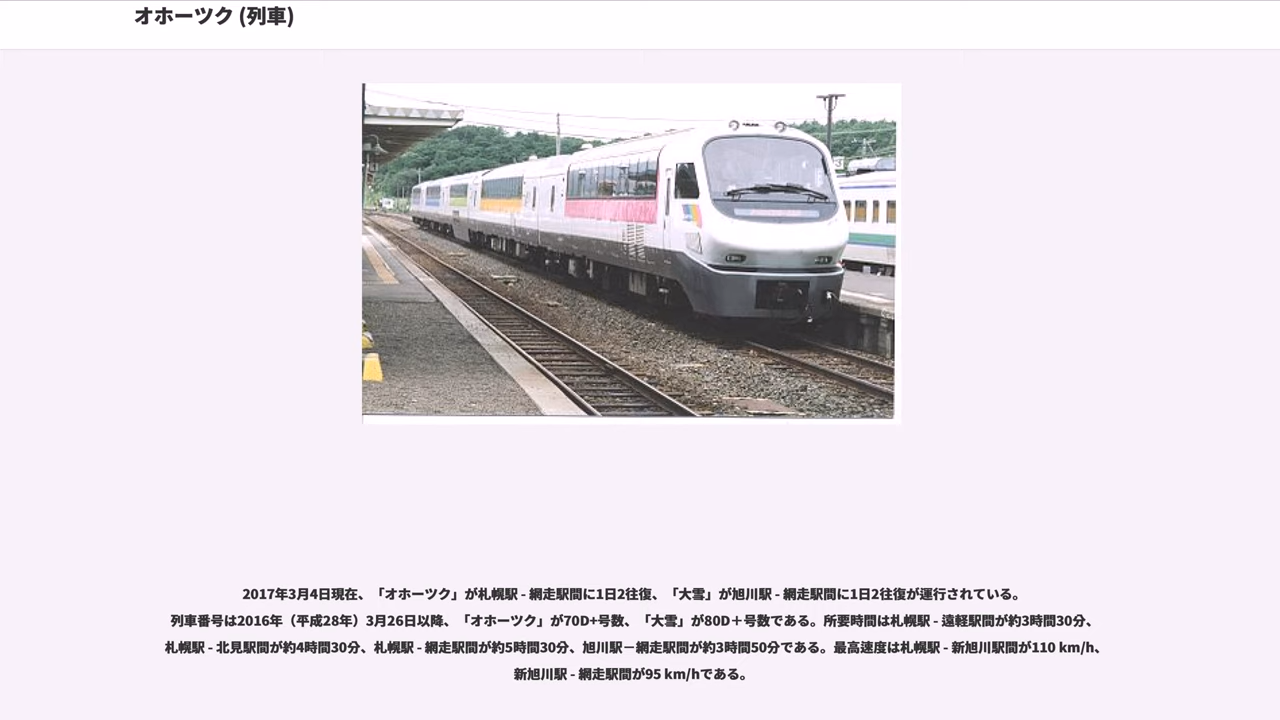 オホーツク (列車)
2017年3月4日現在、「オホーツク」が札幌駅 - 網走駅間に1日2往復、「大雪」が旭川駅 - 網走駅間に1日2往復が運行されている。
列車番号は2016年（平成28年）3月26日以降、「オホーツク」が70D+号数、「大雪」が80D＋号数である。所要時間は札幌駅 - 遠軽駅間が約3時間30分、
札幌駅 - 北見駅間が約4時間30分、札幌駅 - 網走駅間が約5時間30分、旭川駅－網走駅間が約3時間50分である。最高速度は札幌駅 - 新旭川駅間が110 km/h、
新旭川駅 - 網走駅間が95 km/hである。